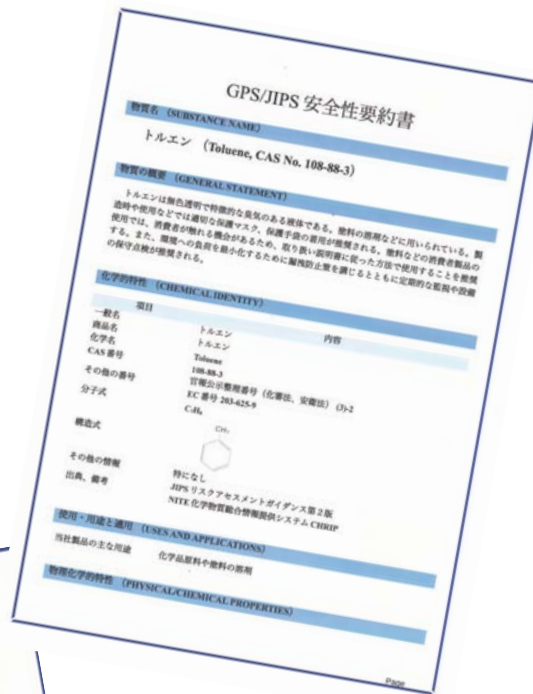 GPS/JIPS 安全性要約書
物質名 (SUBSTANCE NAME)
トルエン (Toluene, CAS No. 108-88-3)
物質の概要 (GENERAL STATEMENT)
トルエンは無色透明で特徴的な臭気のある液体である。塗料の溶剤などに用いられている。製
造時や使用などでは適切な保護マスク、保護手袋の着用が推奨される。塗料などの消費者製品の
使用では、消費者が触れる機会があるため、取り扱い説明書に従った方法で使用することを推奨
する。また、環境への負荷を最小化するために漏洩防止策を講じるとともに定期的な監視や設備
の保守点検が推奨される。
化学的特性 (CHEMICAL IDENTITY)
項目 内容
一般名 トルエン
商品名 トルエン
化学名 Toluene
CAS 番号 108-88-3
その他の番号 官報公示整理番号(化審法、安衛法) (3)-2
EC 番号 203-625-9
分子式 C₇H₈
構造式 CH₃
その他の情報 特になし
出典、備考 JIPS リスクアセスメントガイダンス第2版
NITE 化学物質総合情報提供システム CHRIP
使用・用途と適用 (USES AND APPLICATIONS)
当社製品の主な用途 化学品原料や塗料の溶剤
物理化学的特性 (PHYSICAL/CHEMICAL PROPERTIES)
Page